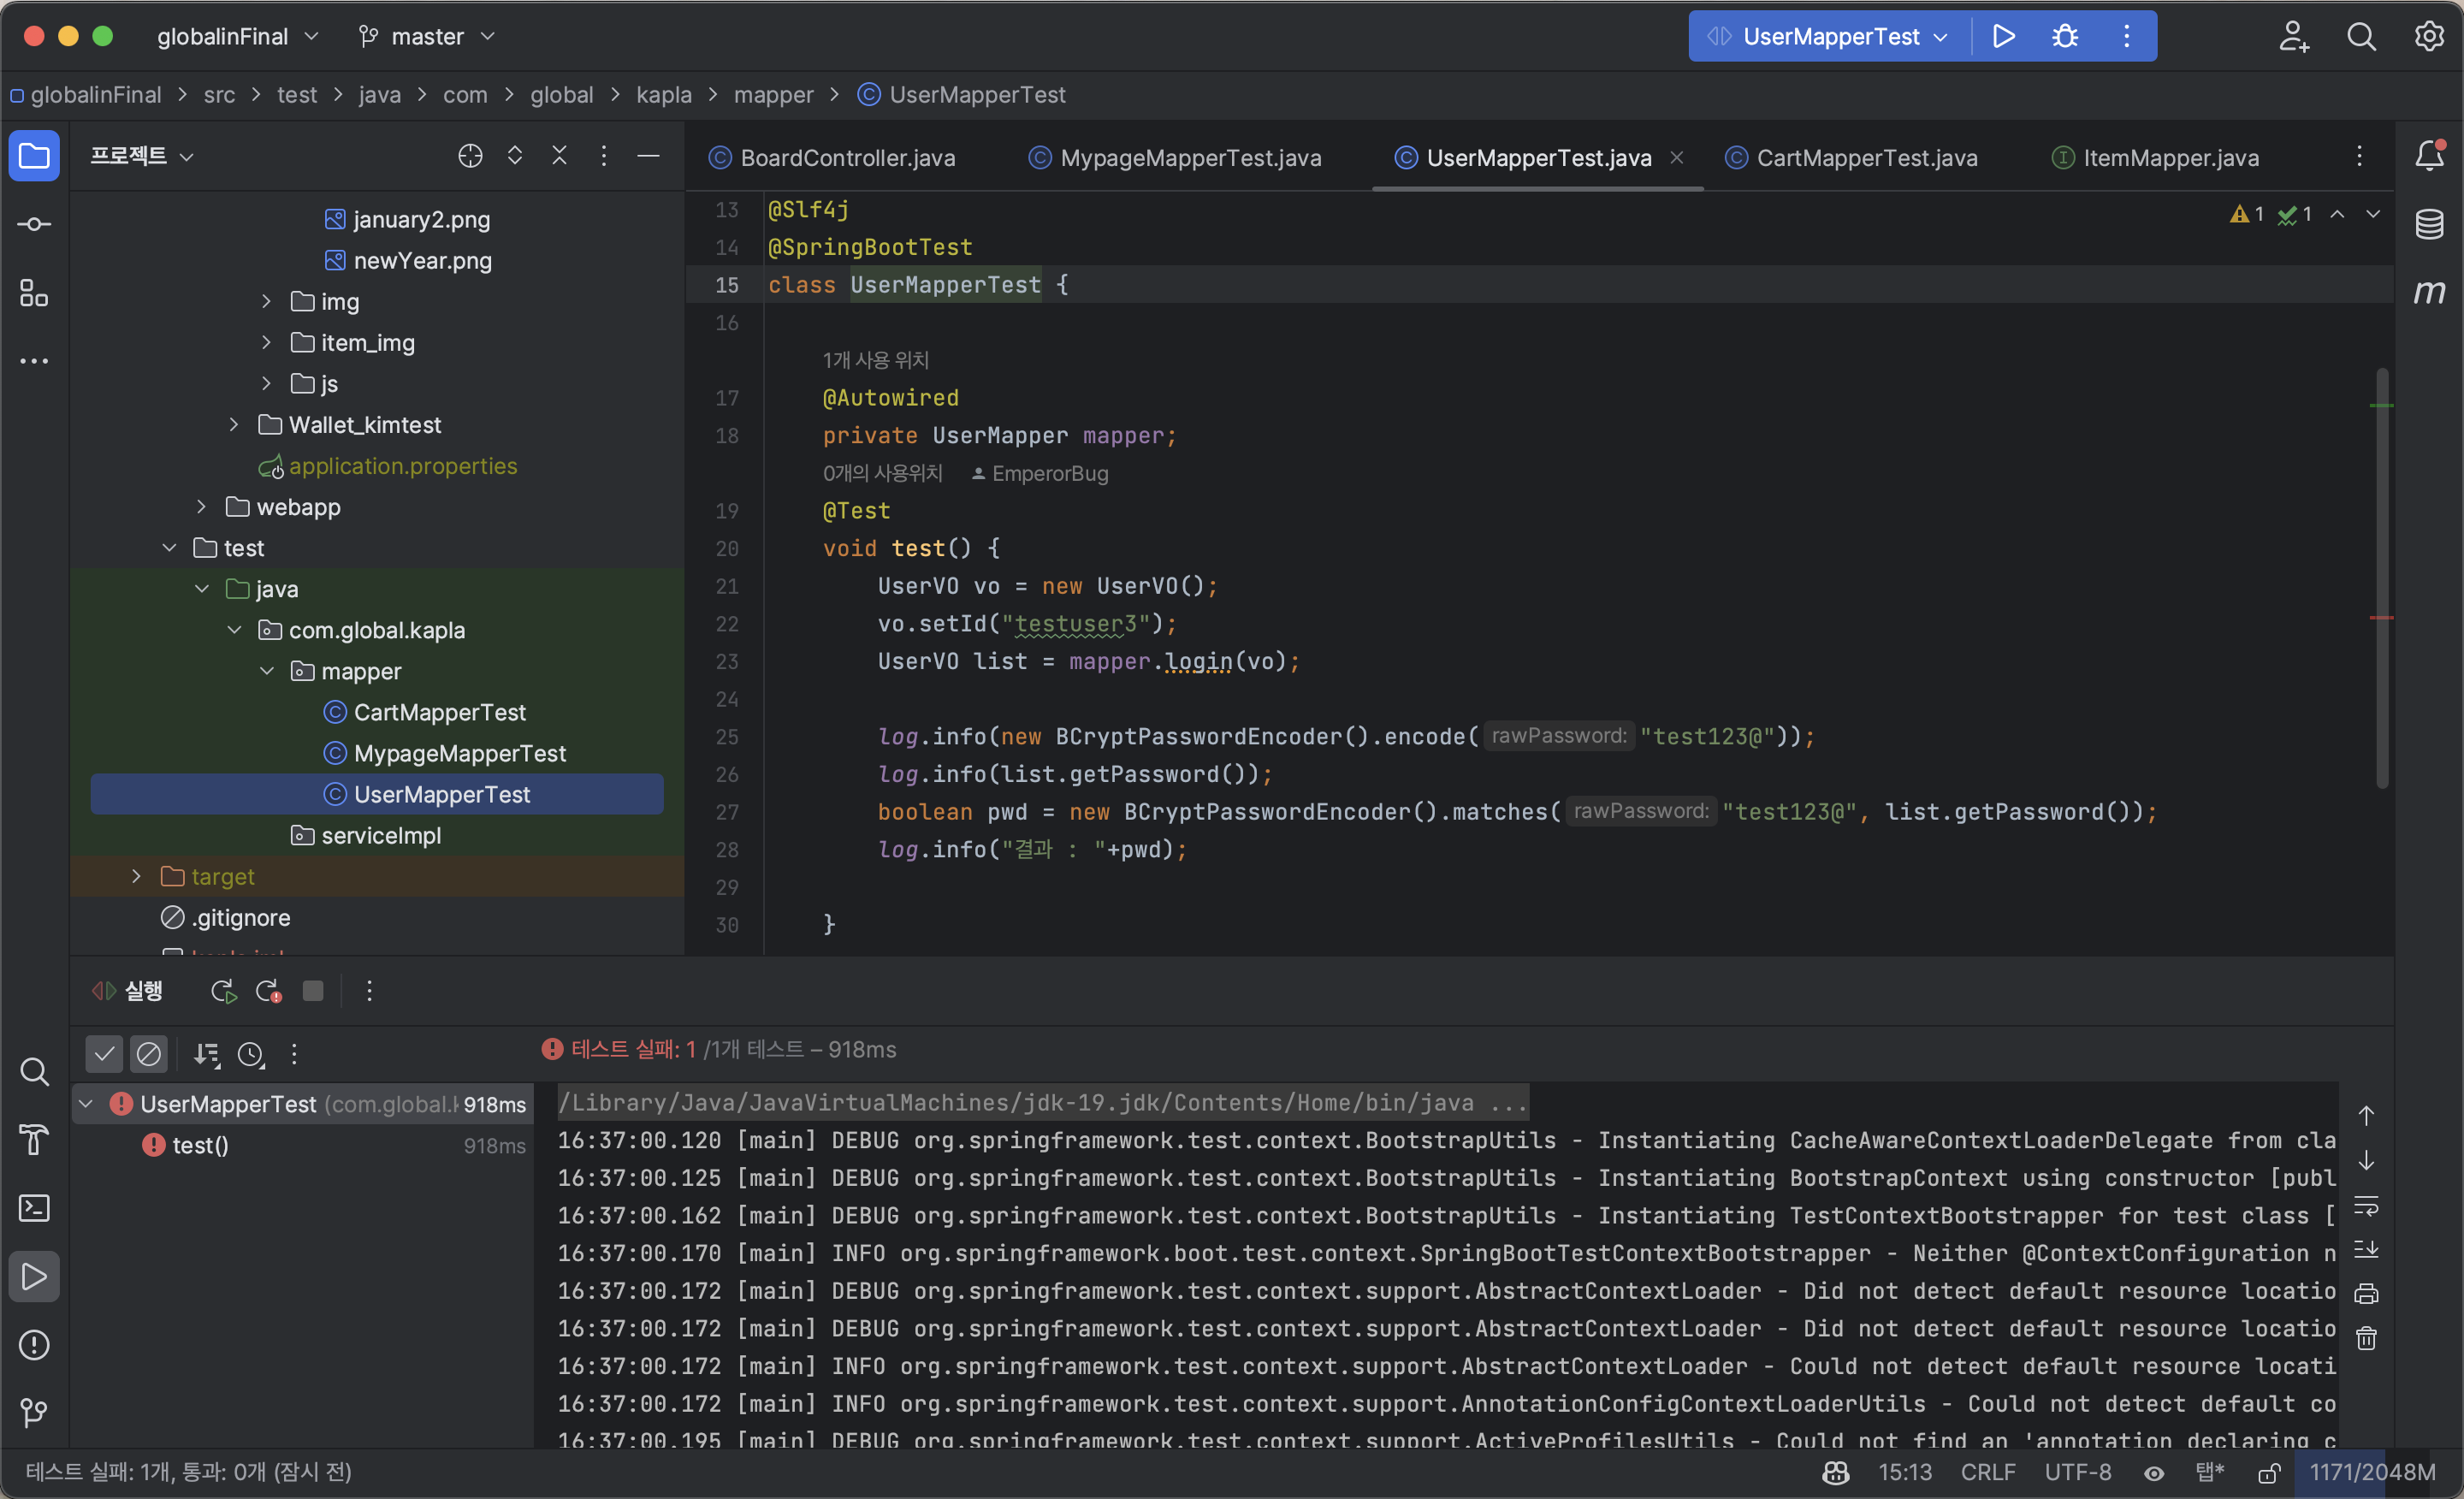 globalinFinal
master
UserMapperTest
globalinFinal > src > test > java > com > global > kapla > mapper > UserMapperTest
프로젝트
BoardController.java
MypageMapperTest.java
UserMapperTest.java
CartMapperTest.java
ItemMapper.java
january2.png
newYear.png
img
item_img
js
Wallet_kimtest
application.properties
webapp
test
java
com.global.kapla
mapper
CartMapperTest
MypageMapperTest
UserMapperTest
serviceImpl
target
.gitignore
1 1
13 @Slf4j
14 @SpringBootTest
15 class UserMapperTest {
16
1개 사용 위치
17 @Autowired
18 private UserMapper mapper;
0개의 사용위치 EmperorBug
19 @Test
20 void test() {
21 UserVO vo = new UserVO();
22 vo.setId("testuser3");
23 UserVO list = mapper.login(vo);
24
25 log.info(new BCryptPasswordEncoder().encode( rawPassword: "test123@"));
26 log.info(list.getPassword());
27 boolean pwd = new BCryptPasswordEncoder().matches( rawPassword: "test123@", list.getPassword());
28 log.info("결과 : "+pwd);
29
30 }
m
실행
테스트 실패: 1 /1개 테스트 – 918ms
UserMapperTest (com.global.k 918ms
test() 918ms
/Library/Java/JavaVirtualMachines/jdk-19.jdk/Contents/Home/bin/java ...
16:37:00.120 [main] DEBUG org.springframework.test.context.BootstrapUtils - Instantiating CacheAwareContextLoaderDelegate from cla
16:37:00.125 [main] DEBUG org.springframework.test.context.BootstrapUtils - Instantiating BootstrapContext using constructor [publ
16:37:00.162 [main] DEBUG org.springframework.test.context.BootstrapUtils - Instantiating TestContextBootstrapper for test class [
16:37:00.170 [main] INFO org.springframework.boot.test.context.SpringBootTestContextBootstrapper - Neither @ContextConfiguration n
16:37:00.172 [main] DEBUG org.springframework.test.context.support.AbstractContextLoader - Did not detect default resource locatio
16:37:00.172 [main] DEBUG org.springframework.test.context.support.AbstractContextLoader - Did not detect default resource locatio
16:37:00.172 [main] INFO org.springframework.test.context.support.AbstractContextLoader - Could not detect default resource locati
16:37:00.172 [main] INFO org.springframework.test.context.support.AnnotationConfigContextLoaderUtils - Could not detect default co
16:37:00.195 [main] DEBUG org.springframework.test.context.support.ActiveProfilesUtils - Could not find an 'annotation declaring c
테스트 실패: 1개, 통과: 0개 (잠시 전)
15:13 CRLF UTF-8 탭* 1171/2048M